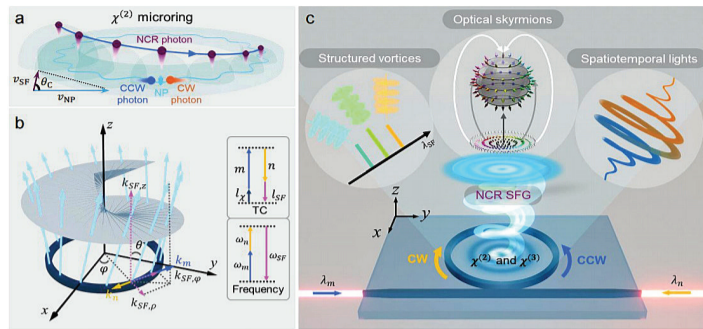 a
χ(2) microring
NCR photon
vSF
θC
vNP
CCW photon
NP
CW photon
b
z
kSF,z
θ
y
φ
km
kn
kSF,φ
kSF,ρ
x
m
n
lχ
lSF
TC
ωn
ωm
ωSF
Frequency
c
Optical skyrmions
Structured vortices
Spatiotemporal lights
λSF
NCR SFG
z
y
x
CW
χ(2) and χ(3)
CCW
λm
λn